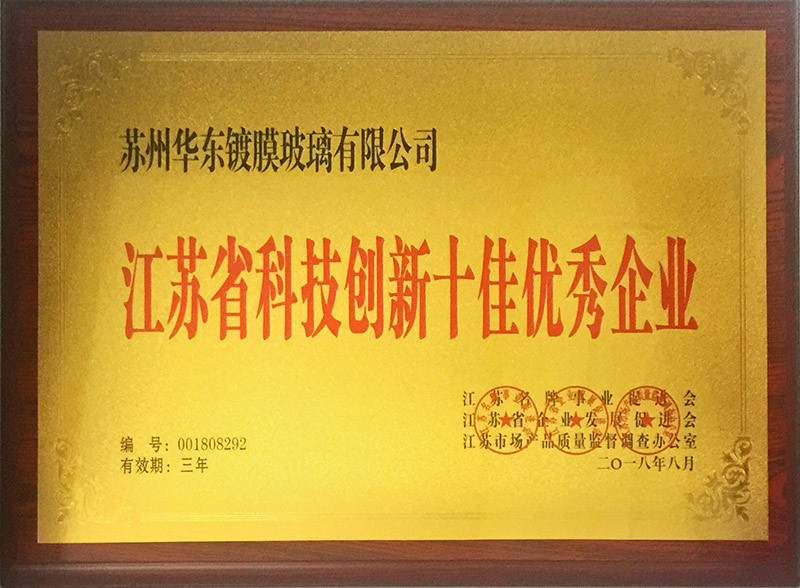 苏州华东镀膜玻璃有限公司
江苏省科技创新十佳优秀企业
江苏名牌事业促进会
江苏省企业发展促进会
江苏市场产品质量监督调查办公室
编 号：001808292
有效期：三年
二〇一八年八月